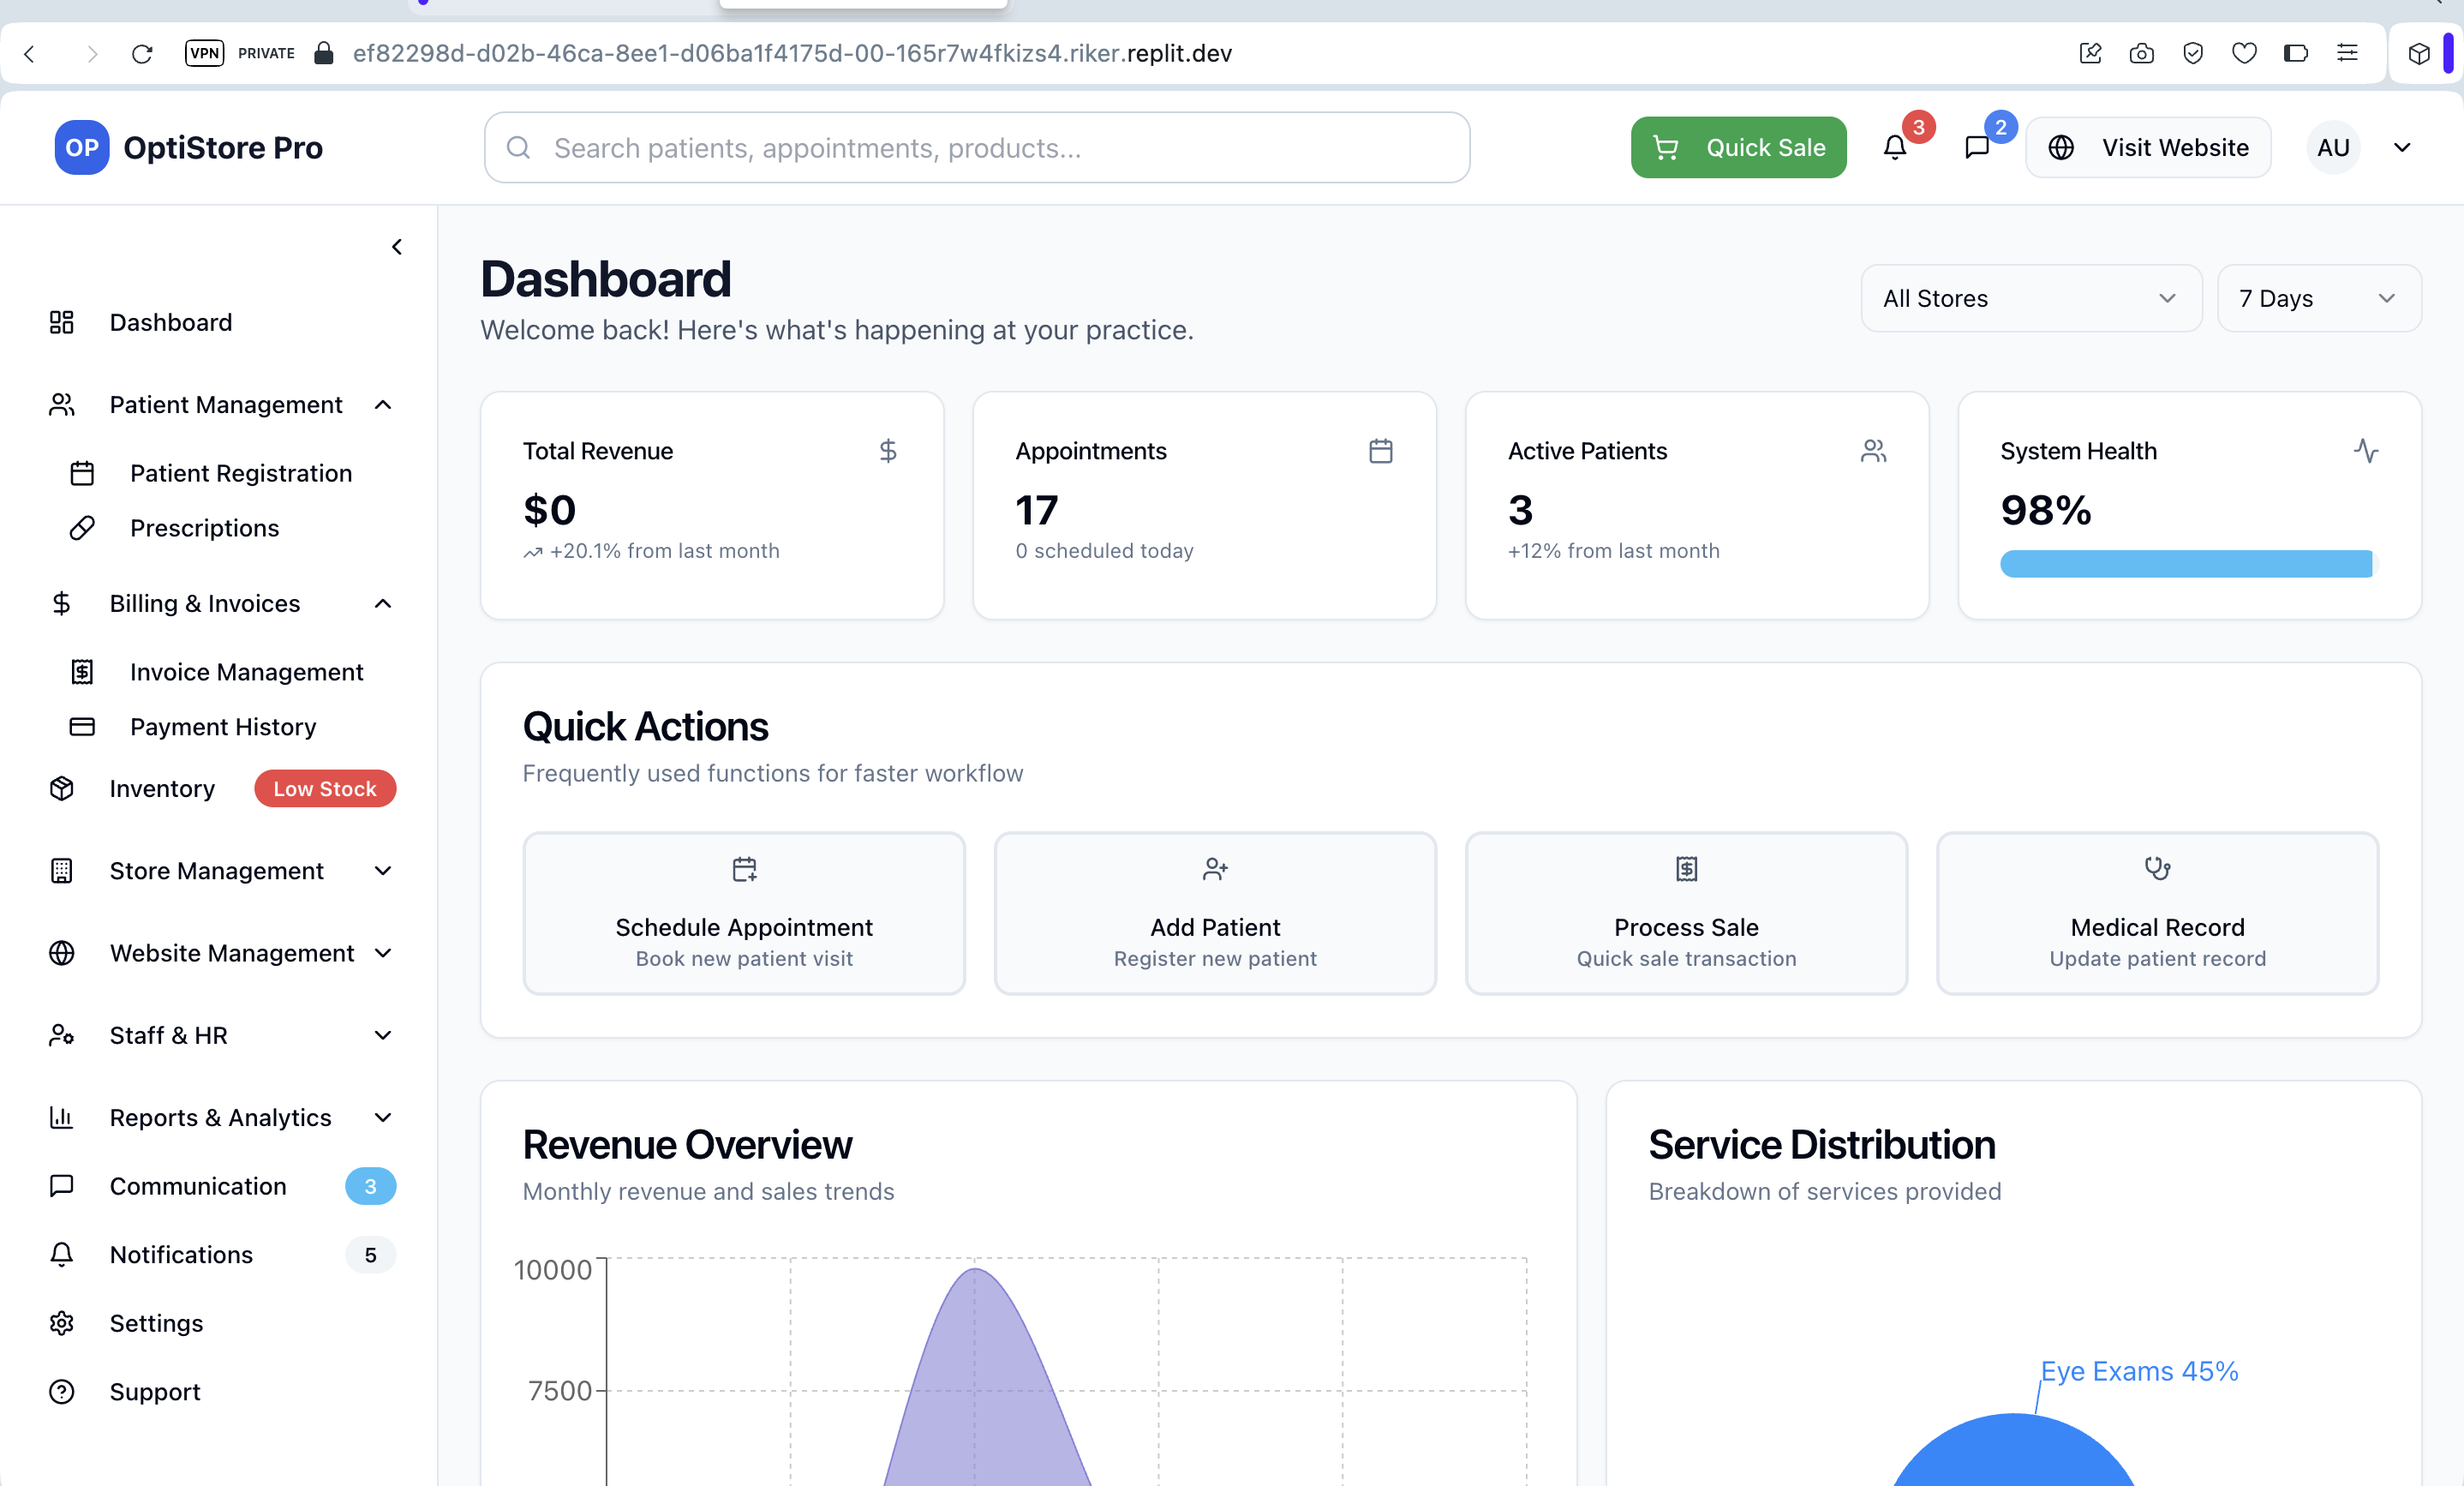 VPN PRIVATE ef82298d-d02b-46ca-8ee1-d06ba1f4175d-00-165r7w4fkizs4.riker.replit.dev
OP OptiStore Pro
Search patients, appointments, products...
Quick Sale
3
2
Visit Website
AU
Dashboard
Patient Management
Patient Registration
Prescriptions
Billing & Invoices
Invoice Management
Payment History
Inventory Low Stock
Store Management
Website Management
Staff & HR
Reports & Analytics
Communication 3
Notifications 5
Settings
Support
Dashboard
Welcome back! Here's what's happening at your practice.
All Stores
7 Days
Total Revenue
$0
+20.1% from last month
Appointments
17
0 scheduled today
Active Patients
3
+12% from last month
System Health
98%
Quick Actions
Frequently used functions for faster workflow
Schedule Appointment
Book new patient visit
Add Patient
Register new patient
Process Sale
Quick sale transaction
Medical Record
Update patient record
Revenue Overview
Monthly revenue and sales trends
10000
7500
Service Distribution
Breakdown of services provided
Eye Exams 45%